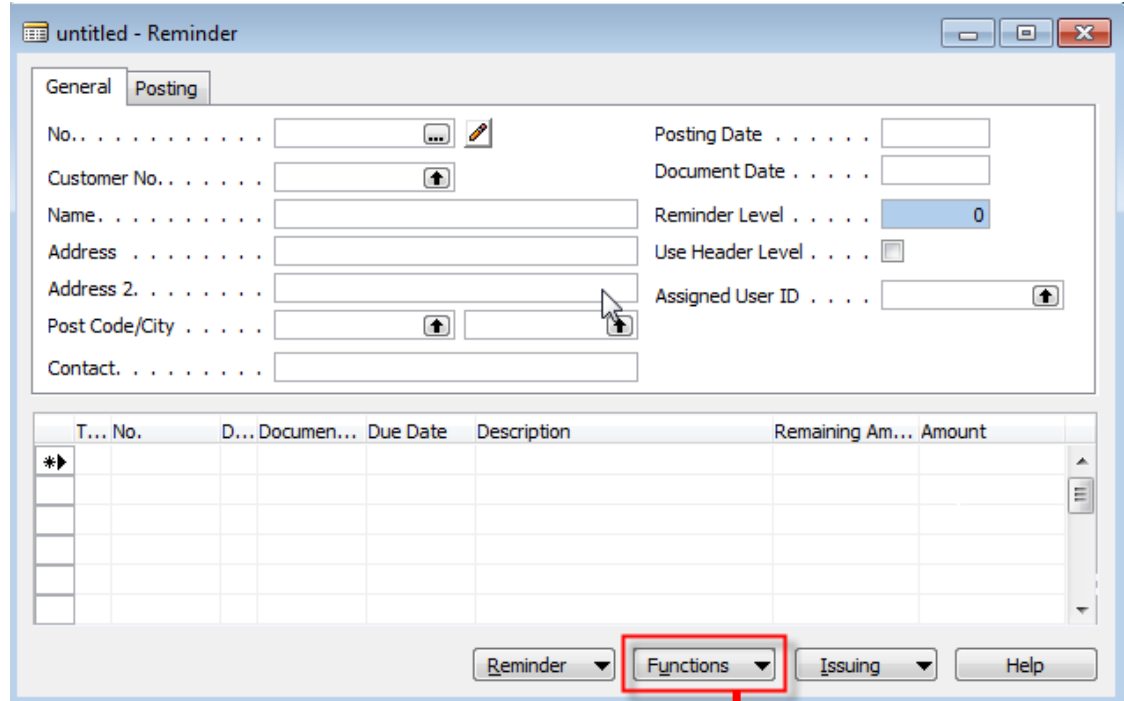 untitled - Reminder
General Posting
No.. . . . . . . . . . . ... Posting Date . . . . . .
Customer No.. . . . . . Document Date . . . . .
Name. . . . . . . . . . Reminder Level . . . . . 0
Address . . . . . . . . Use Header Level . . . .
Address 2. . . . . . . . Assigned User ID . . . .
Post Code/City . . . . .
Contact. . . . . . . . . .
T... No. D... Documen... Due Date Description Remaining Am... Amount
Reminder Functions Issuing Help